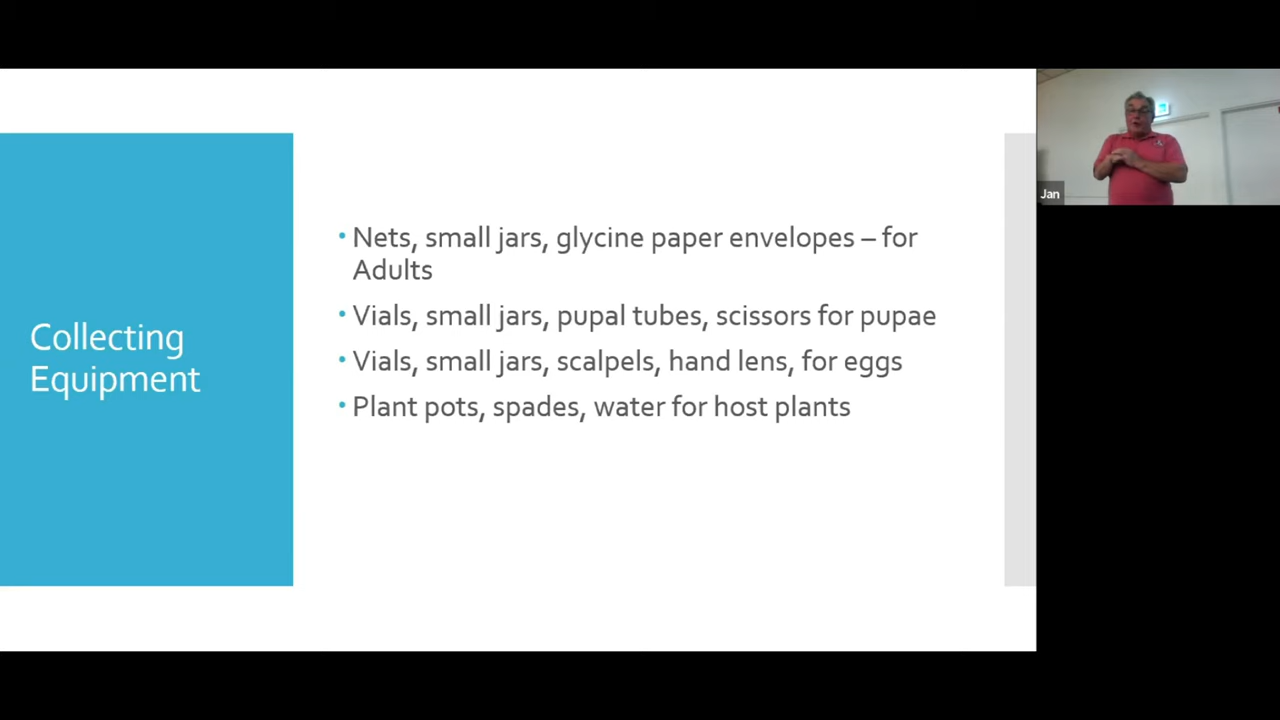 Collecting
Equipment
• Nets, small jars, glycine paper envelopes – for
Adults
• Vials, small jars, pupal tubes, scissors for pupae
• Vials, small jars, scalpels, hand lens, for eggs
• Plant pots, spades, water for host plants
Jan